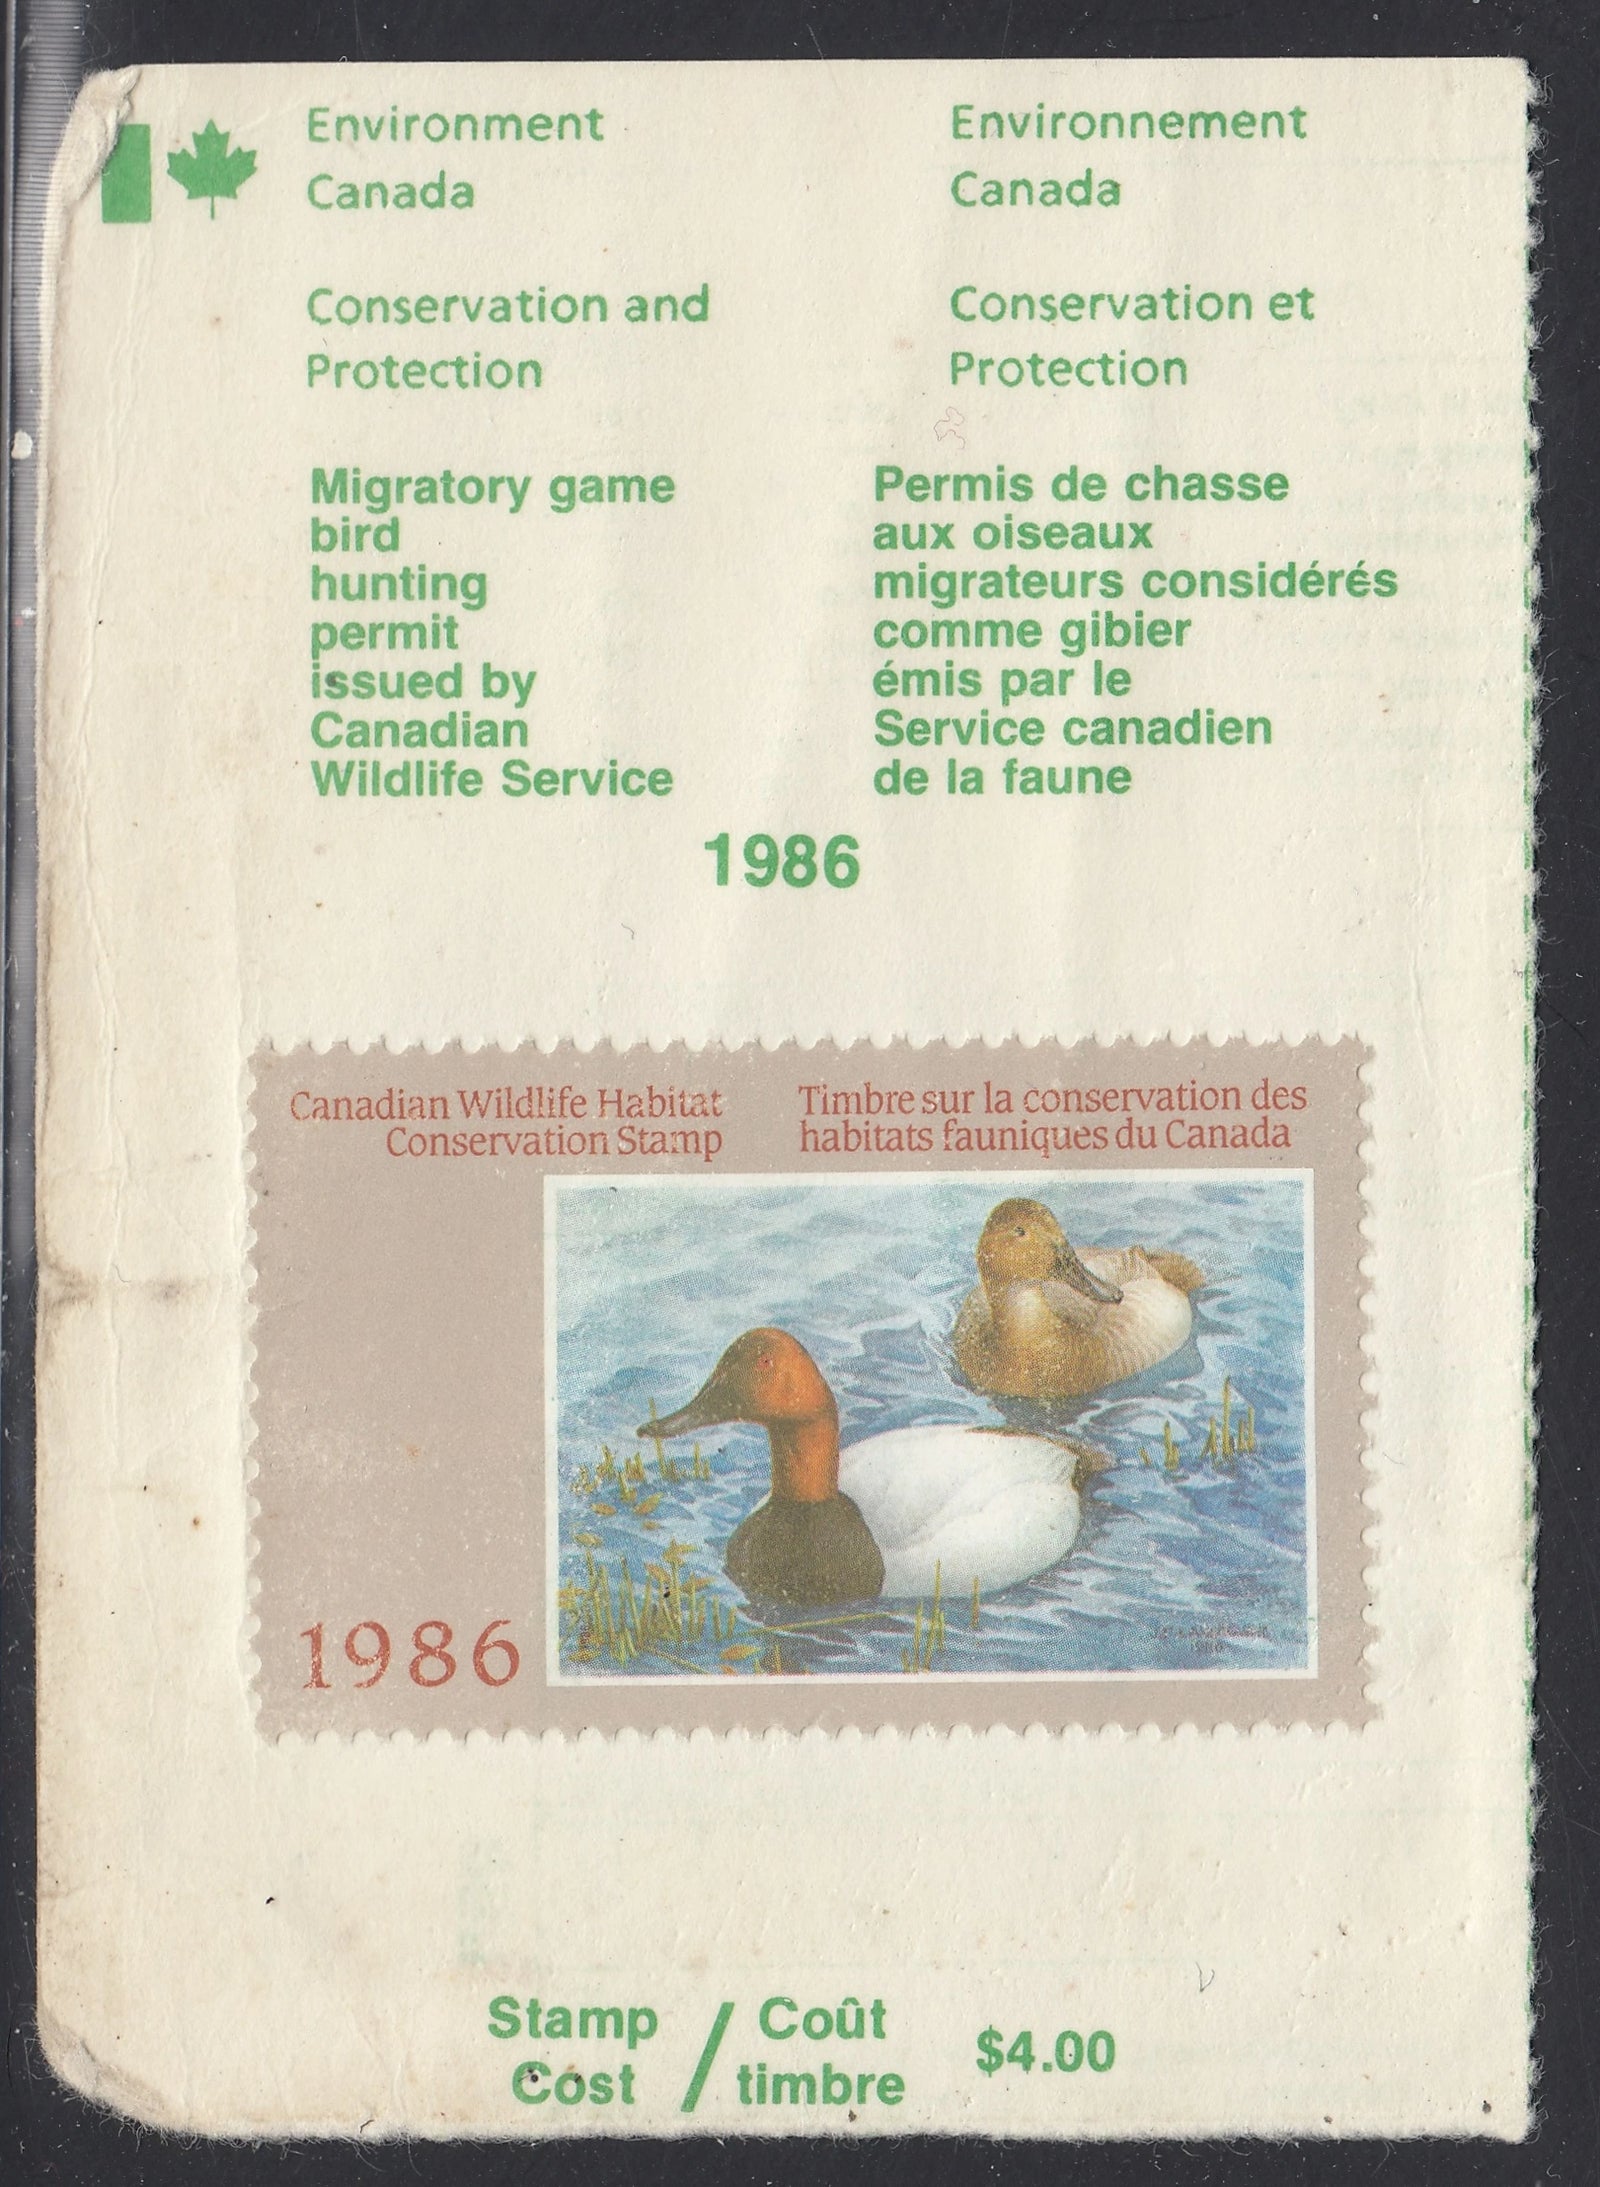 Environment
Canada
Environnement
Canada
Conservation and
Protection
Conservation et
Protection
Migratory game
bird
hunting
permit
issued by
Canadian
Wildlife Service
Permis de chasse
aux oiseaux
migrateurs considérés
comme gibier
émis par le
Service canadien
de la faune
1986
Canadian Wildlife Habitat
Conservation Stamp
Timbre sur la conservation des
habitats fauniques du Canada
1986
Stamp
Cost
/
Coût
timbre
$4.00